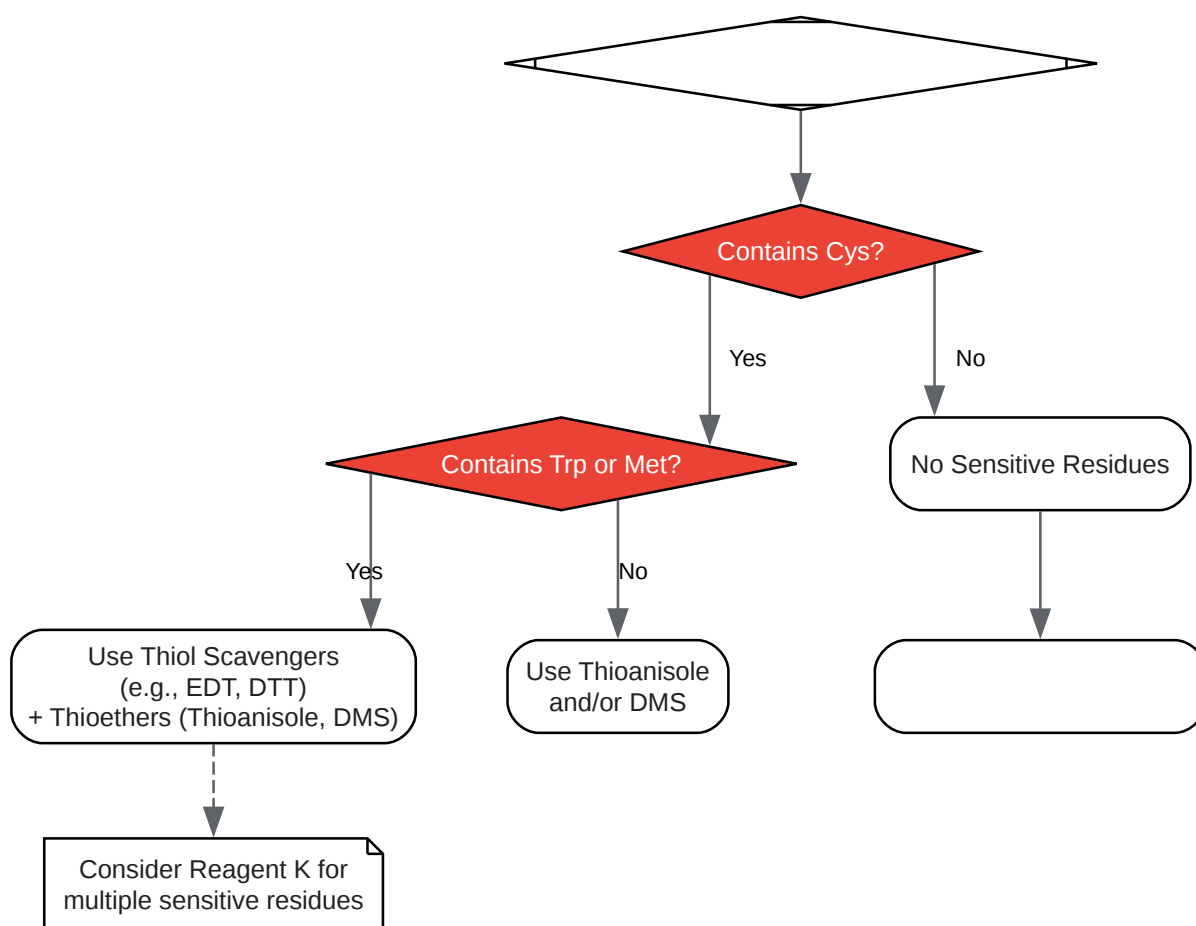 Contains Cys?
Yes
No
Contains Trp or Met?
No Sensitive Residues
Yes
No
Use Thiol Scavengers
(e.g., EDT, DTT)
+ Thioethers (Thioanisole, DMS)
Use Thioanisole
and/or DMS
Consider Reagent K for
multiple sensitive residues